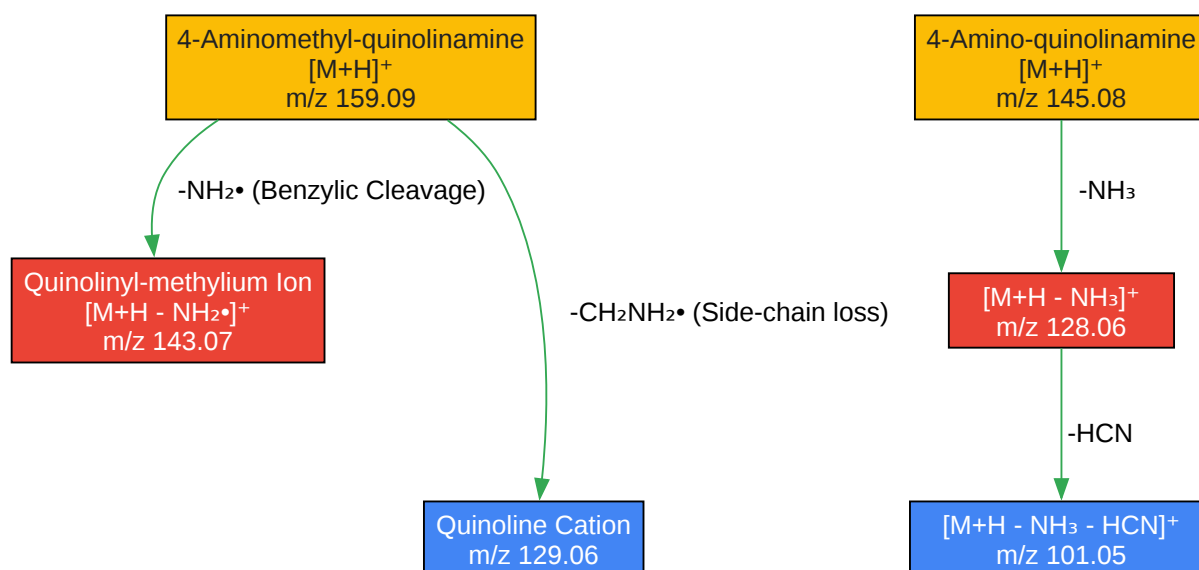 4-Aminomethyl-quinolinamine
[M+H]⁺
m/z 159.09
4-Amino-quinolinamine
[M+H]⁺
m/z 145.08
-NH₂• (Benzylic Cleavage)
-NH₃
Quinolinyl-methylium Ion
[M+H - NH₂•]⁺
m/z 143.07
-CH₂NH₂• (Side-chain loss)
[M+H - NH₃]⁺
m/z 128.06
-HCN
Quinoline Cation
m/z 129.06
[M+H - NH₃ - HCN]⁺
m/z 101.05